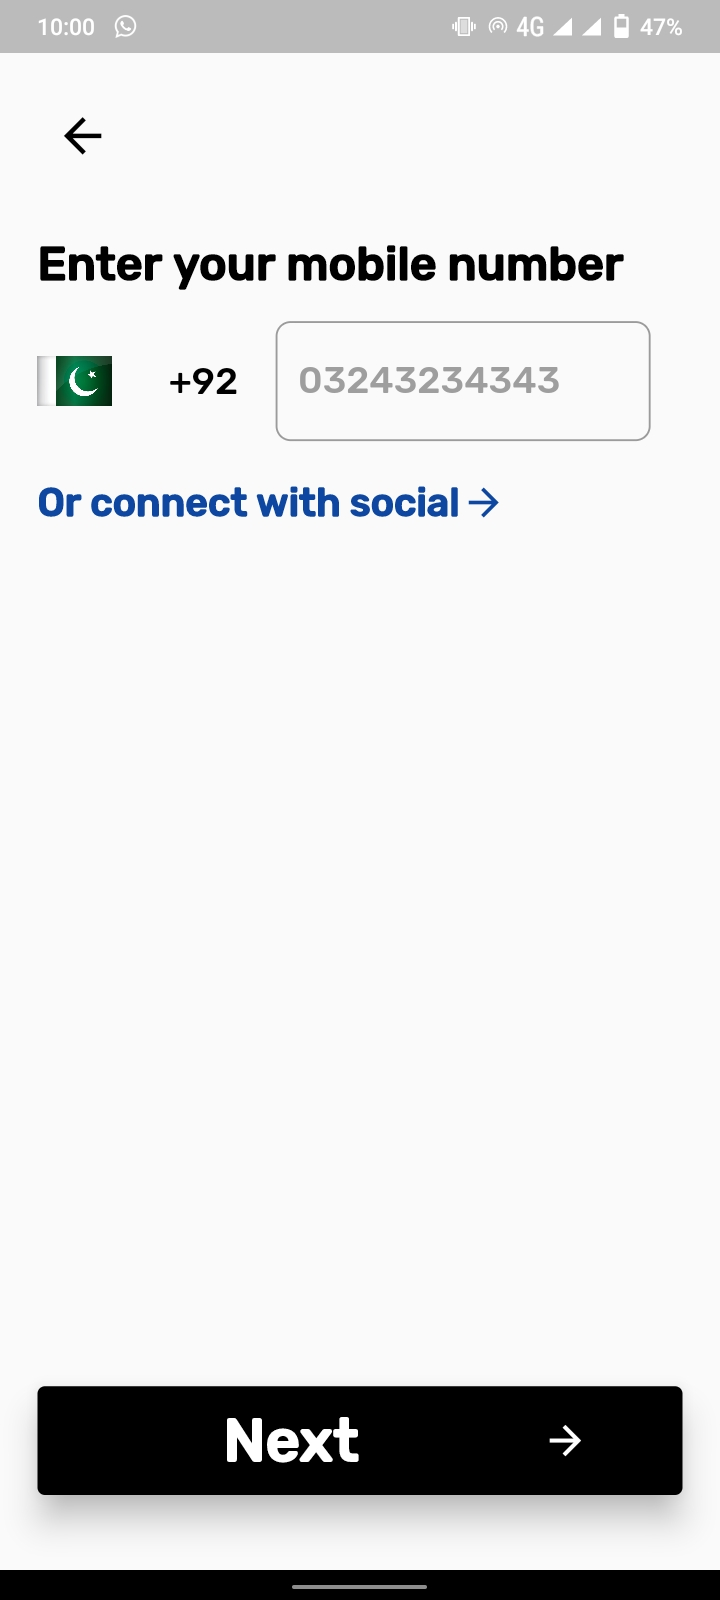 10:00 4G 47%
Enter your mobile number
+92 03243234343
Or connect with social
Next